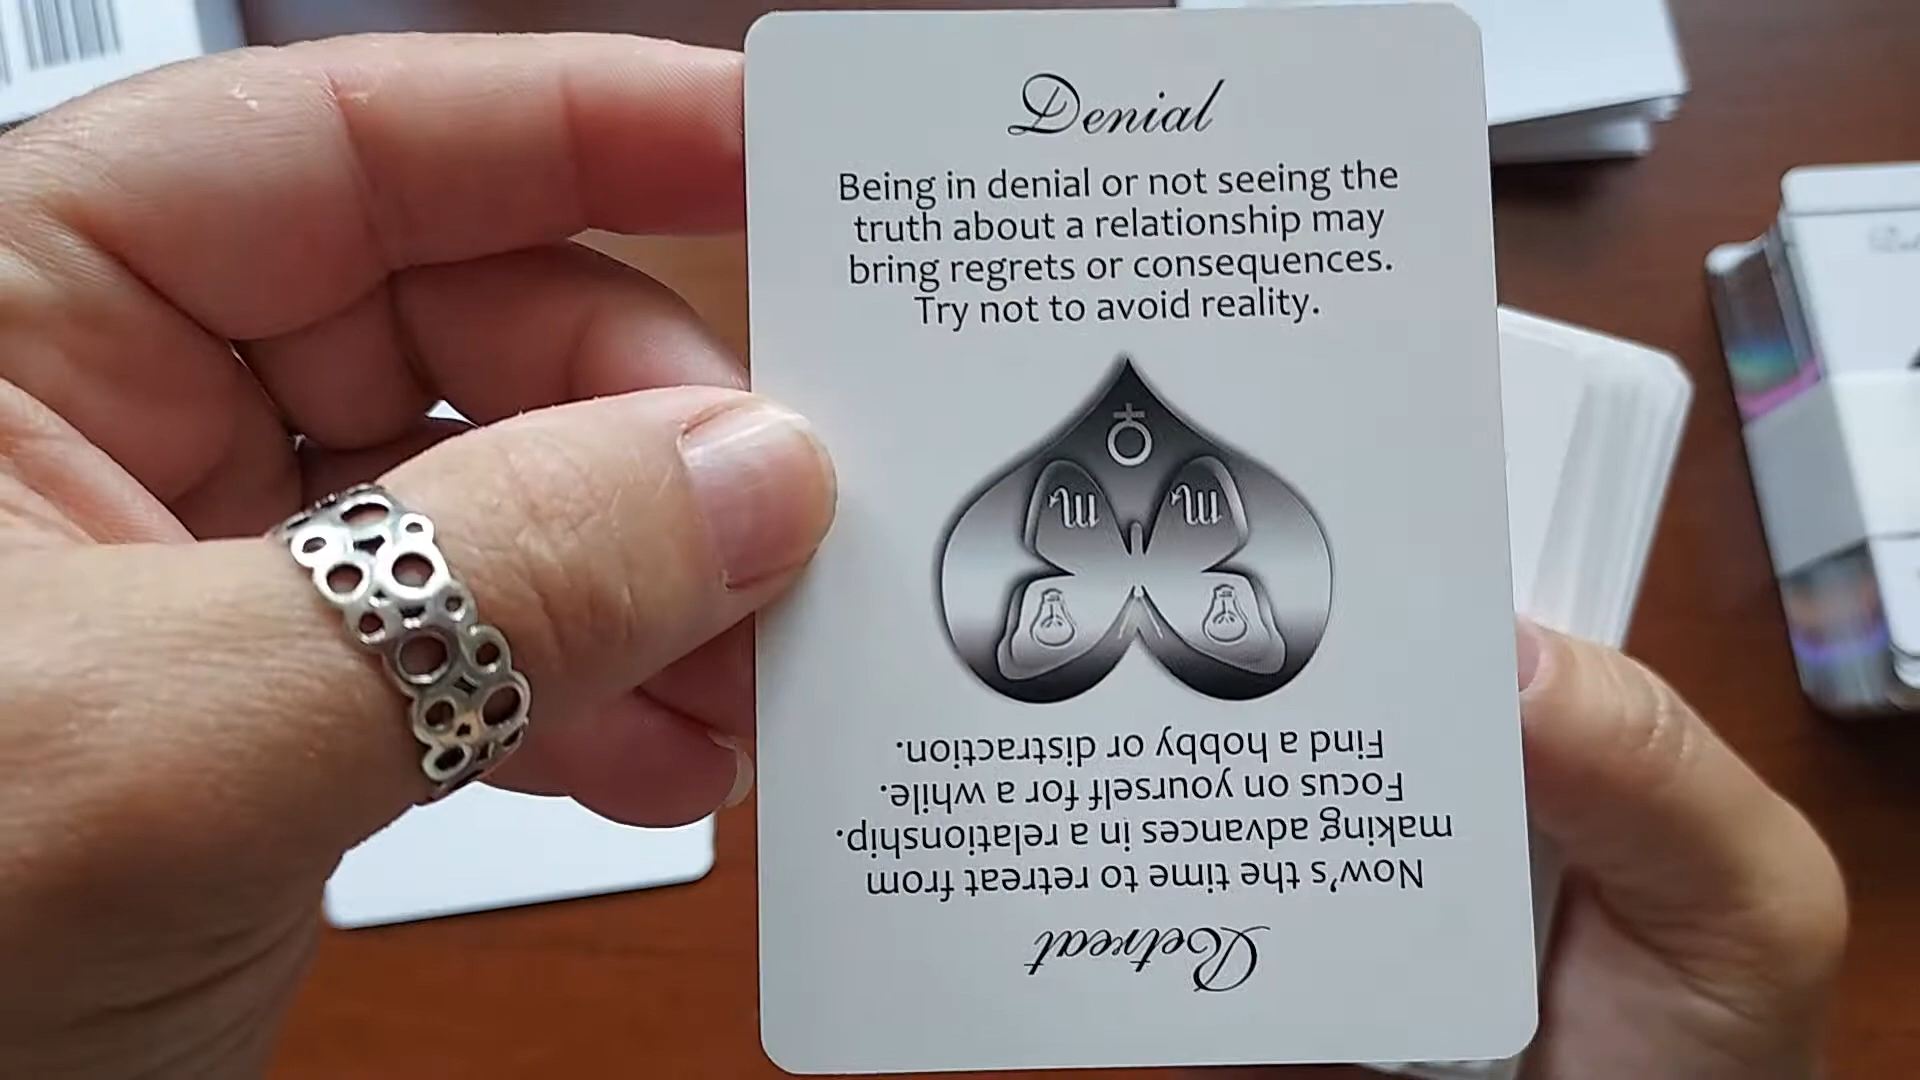 Denial
Being in denial or not seeing the
truth about a relationship may
bring regrets or consequences.
Try not to avoid reality.
Retreat
Now's the time to retreat from
making advances in a relationship.
Focus on yourself for a while.
Find a hobby or distraction.